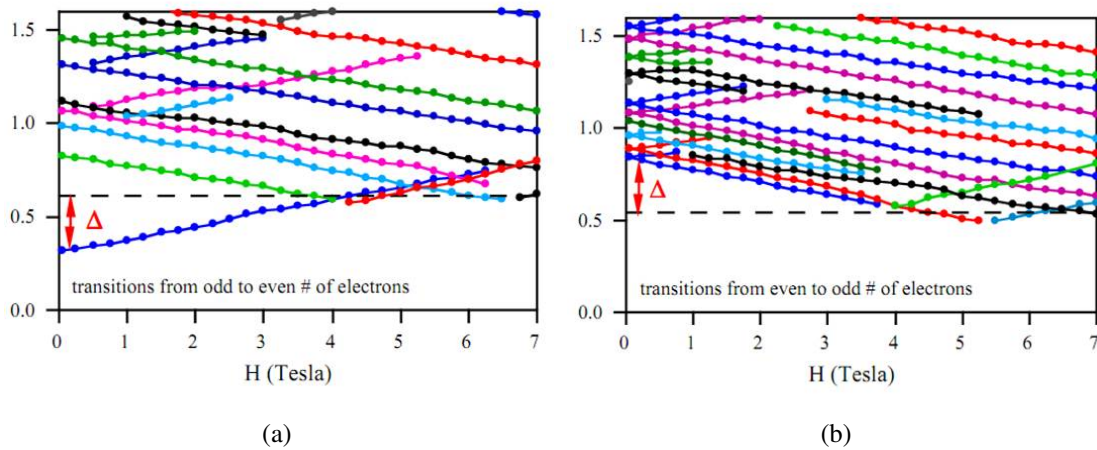 1.5
1.0
0.5
0.0
Δ
transitions from odd to even # of electrons
0 1 2 3 4 5 6 7
H (Tesla)
(a)
1.5
1.0
0.5
0.0
Δ
transitions from even to odd # of electrons
0 1 2 3 4 5 6 7
H (Tesla)
(b)